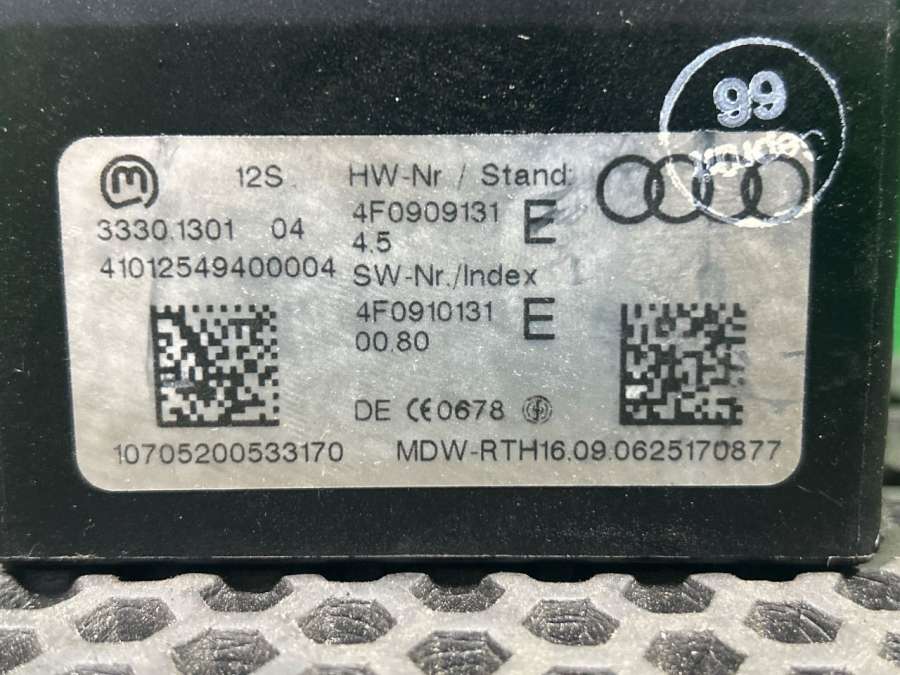 99
12S
HW-Nr / Stand:
3330.1301 04
4F0909131 E
4.5
41012549400004
SW-Nr./Index
4F0910131 E
00.80
DE CE0678
10705200533170
MDW-RTH16.09.0625170877